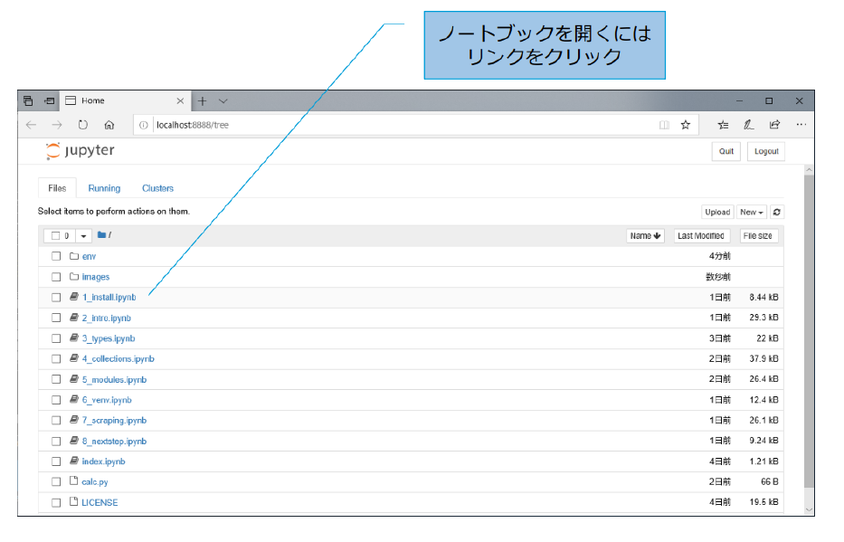 ノートブックを開くには
リンクをクリック
Home
localhost:8888/tree
jupyter
Quit Logout
Files Running Clusters
Select items to perform actions on them.
Upload New
0 / Name Last Modified File size
env 4分前
images 数秒前
1_install.ipynb 1日前 8.44 kB
2_intro.ipynb 1日前 29.3 kB
3_types.ipynb 3日前 22 kB
4_collections.ipynb 2日前 37.9 kB
5_modules.ipynb 2日前 26.4 kB
6_venv.ipynb 1日前 12.4 kB
7_scraping.ipynb 1日前 26.1 kB
8_nextstep.ipynb 1日前 9.24 kB
index.ipynb 4日前 1.21 kB
calc.py 2日前 66 B
LICENSE 4日前 19.5 kB